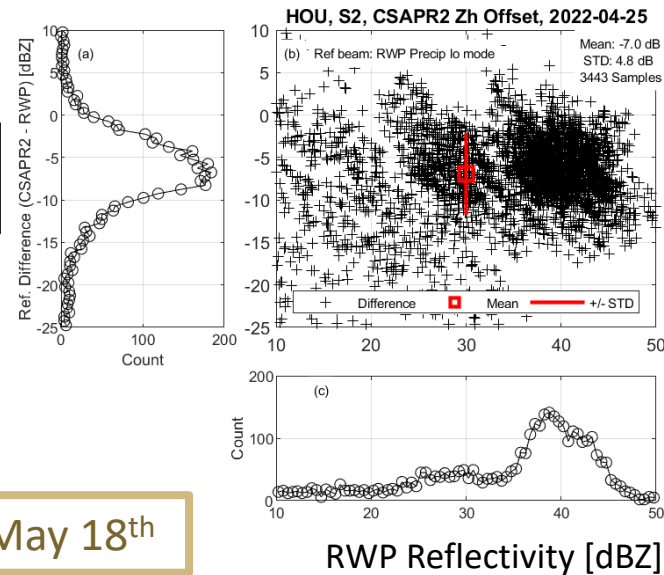 HOU, S2, CSAPR2 Zh Offset, 2022-04-25
Ref. Difference (CSAPR2 - RWP) [dBZ]
10
5
0
-5
-10
-15
-20
-25
(a)
0
100
200
Count
(b) Ref beam: RWP Precip lo mode
Mean: -7.0 dB
STD: 4.8 dB
3443 Samples
10
5
0
-5
-10
-15
-20
-25
Difference
Mean
+/- STD
10
20
30
40
50
(c)
Count
200
100
0
10
20
30
40
50
May 18th
RWP Reflectivity [dBZ]